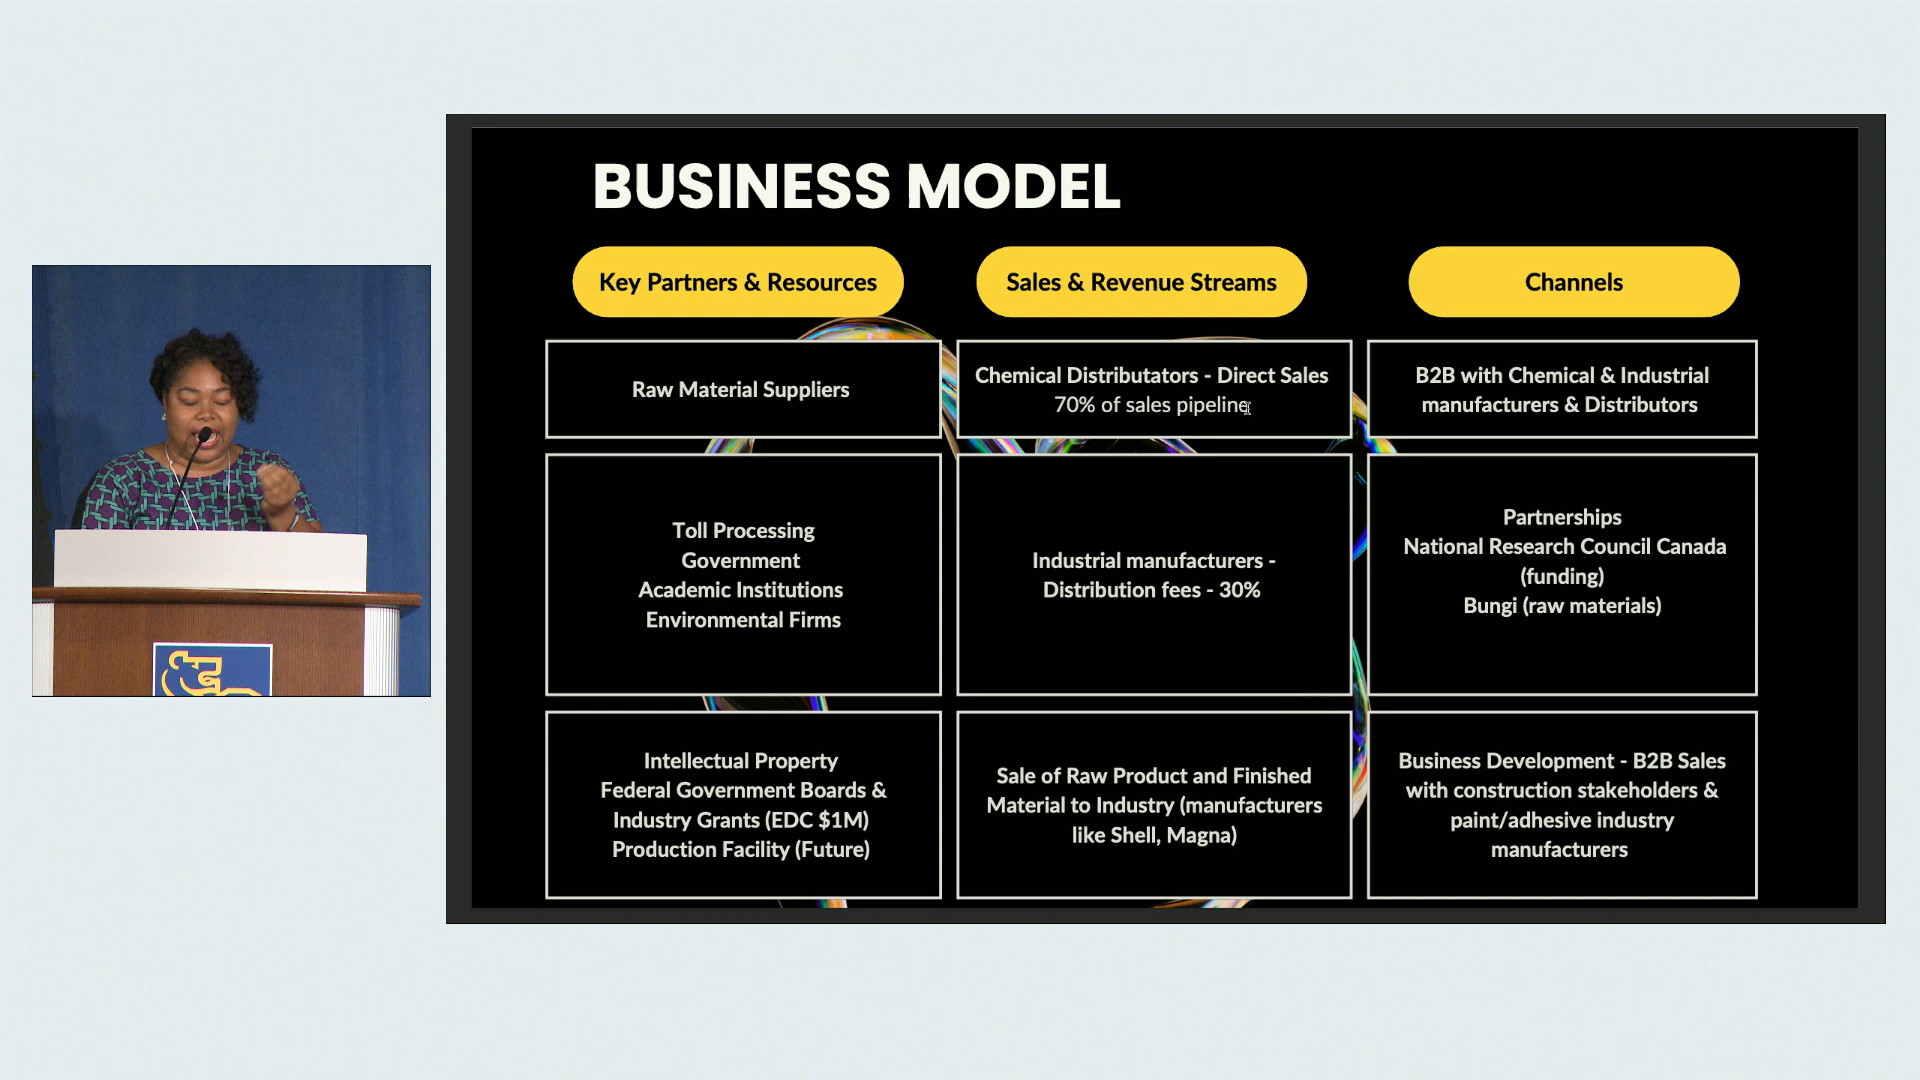 BUSINESS MODEL
Key Partners & Resources
Sales & Revenue Streams
Channels
Raw Material Suppliers
Chemical Distributators - Direct Sales
70% of sales pipeline
B2B with Chemical & Industrial
manufacturers & Distributors
Toll Processing
Government
Academic Institutions
Environmental Firms
Industrial manufacturers -
Distribution fees - 30%
Partnerships
National Research Council Canada
(funding)
Bungi (raw materials)
Intellectual Property
Federal Government Boards &
Industry Grants (EDC $1M)
Production Facility (Future)
Sale of Raw Product and Finished
Material to Industry (manufacturers
like Shell, Magna)
Business Development - B2B Sales
with construction stakeholders &
paint/adhesive industry
manufacturers